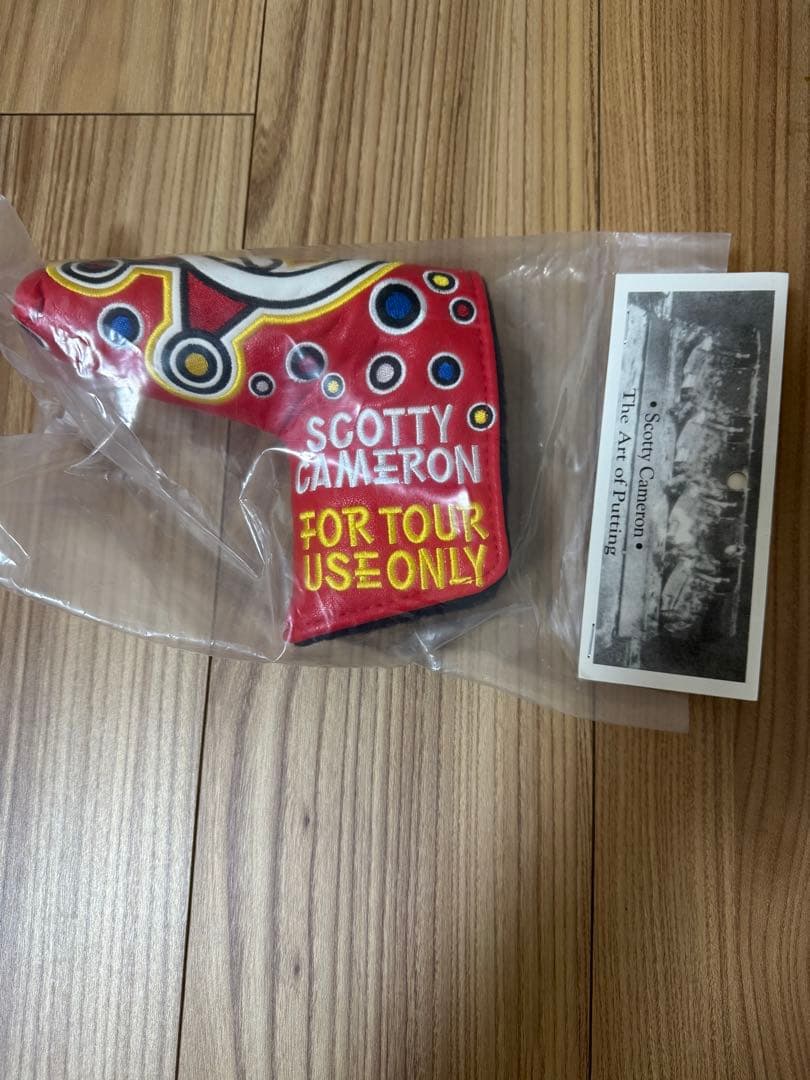 SCOTTY
CAMERON
FOR TOUR
USE ONLY
• Scotty Cameron •
The Art of Putting